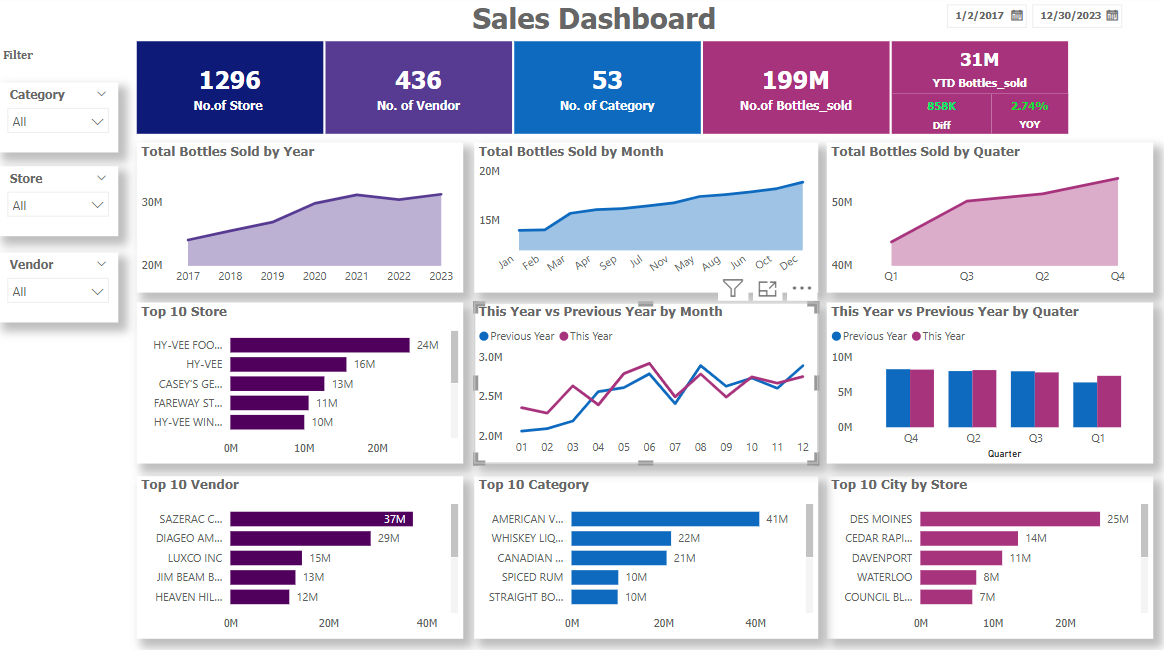 Sales Dashboard
1/2/2017
12/30/2023
Filter
Category
All
Store
All
Vendor
All
1296
No.of Store
436
No. of Vendor
53
No. of Category
199M
No.of Bottles_sold
31M
YTD Bottles_sold
858K
Diff
2.74%
YOY
Total Bottles Sold by Year
30M
20M
2017 2018 2019 2020 2021 2022 2023
Total Bottles Sold by Month
20M
15M
Jan Feb Mar Apr Sep Jul Nov May Aug Jun Oct Dec
Total Bottles Sold by Quater
50M
40M
Q1 Q3 Q2 Q4
Top 10 Store
HY-VEE FOO... 24M
HY-VEE 16M
CASEY'S GE... 13M
FAREWAY ST... 11M
HY-VEE WIN... 10M
0M 10M 20M
This Year vs Previous Year by Month
Previous Year This Year
3.0M
2.5M
2.0M
01 02 03 04 05 06 07 08 09 10 11 12
This Year vs Previous Year by Quater
Previous Year This Year
10M
5M
0M
Q4 Q2 Q3 Q1
Quarter
Top 10 Vendor
SAZERAC C... 37M
DIAGEO AM... 29M
LUXCO INC 15M
JIM BEAM B... 13M
HEAVEN HIL... 12M
0M 20M 40M
Top 10 Category
AMERICAN V... 41M
WHISKEY LIQ... 22M
CANADIAN ... 21M
SPICED RUM 10M
STRAIGHT BO... 10M
0M 20M 40M
Top 10 City by Store
DES MOINES 25M
CEDAR RAPI... 14M
DAVENPORT 11M
WATERLOO 8M
COUNCIL BL... 7M
0M 10M 20M